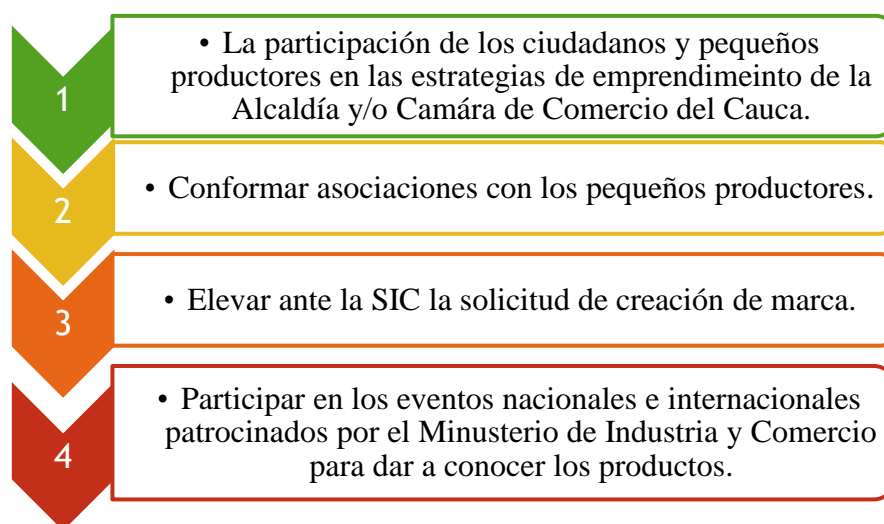 1
• La participación de los ciudadanos y pequeños
productores en las estrategias de emprendimeinto de la
Alcaldía y/o Camára de Comercio del Cauca.
2
• Conformar asociaciones con los pequeños productores.
3
• Elevar ante la SIC la solicitud de creación de marca.
4
• Participar en los eventos nacionales e internacionales
patrocinados por el Minusterio de Industria y Comercio
para dar a conocer los productos.